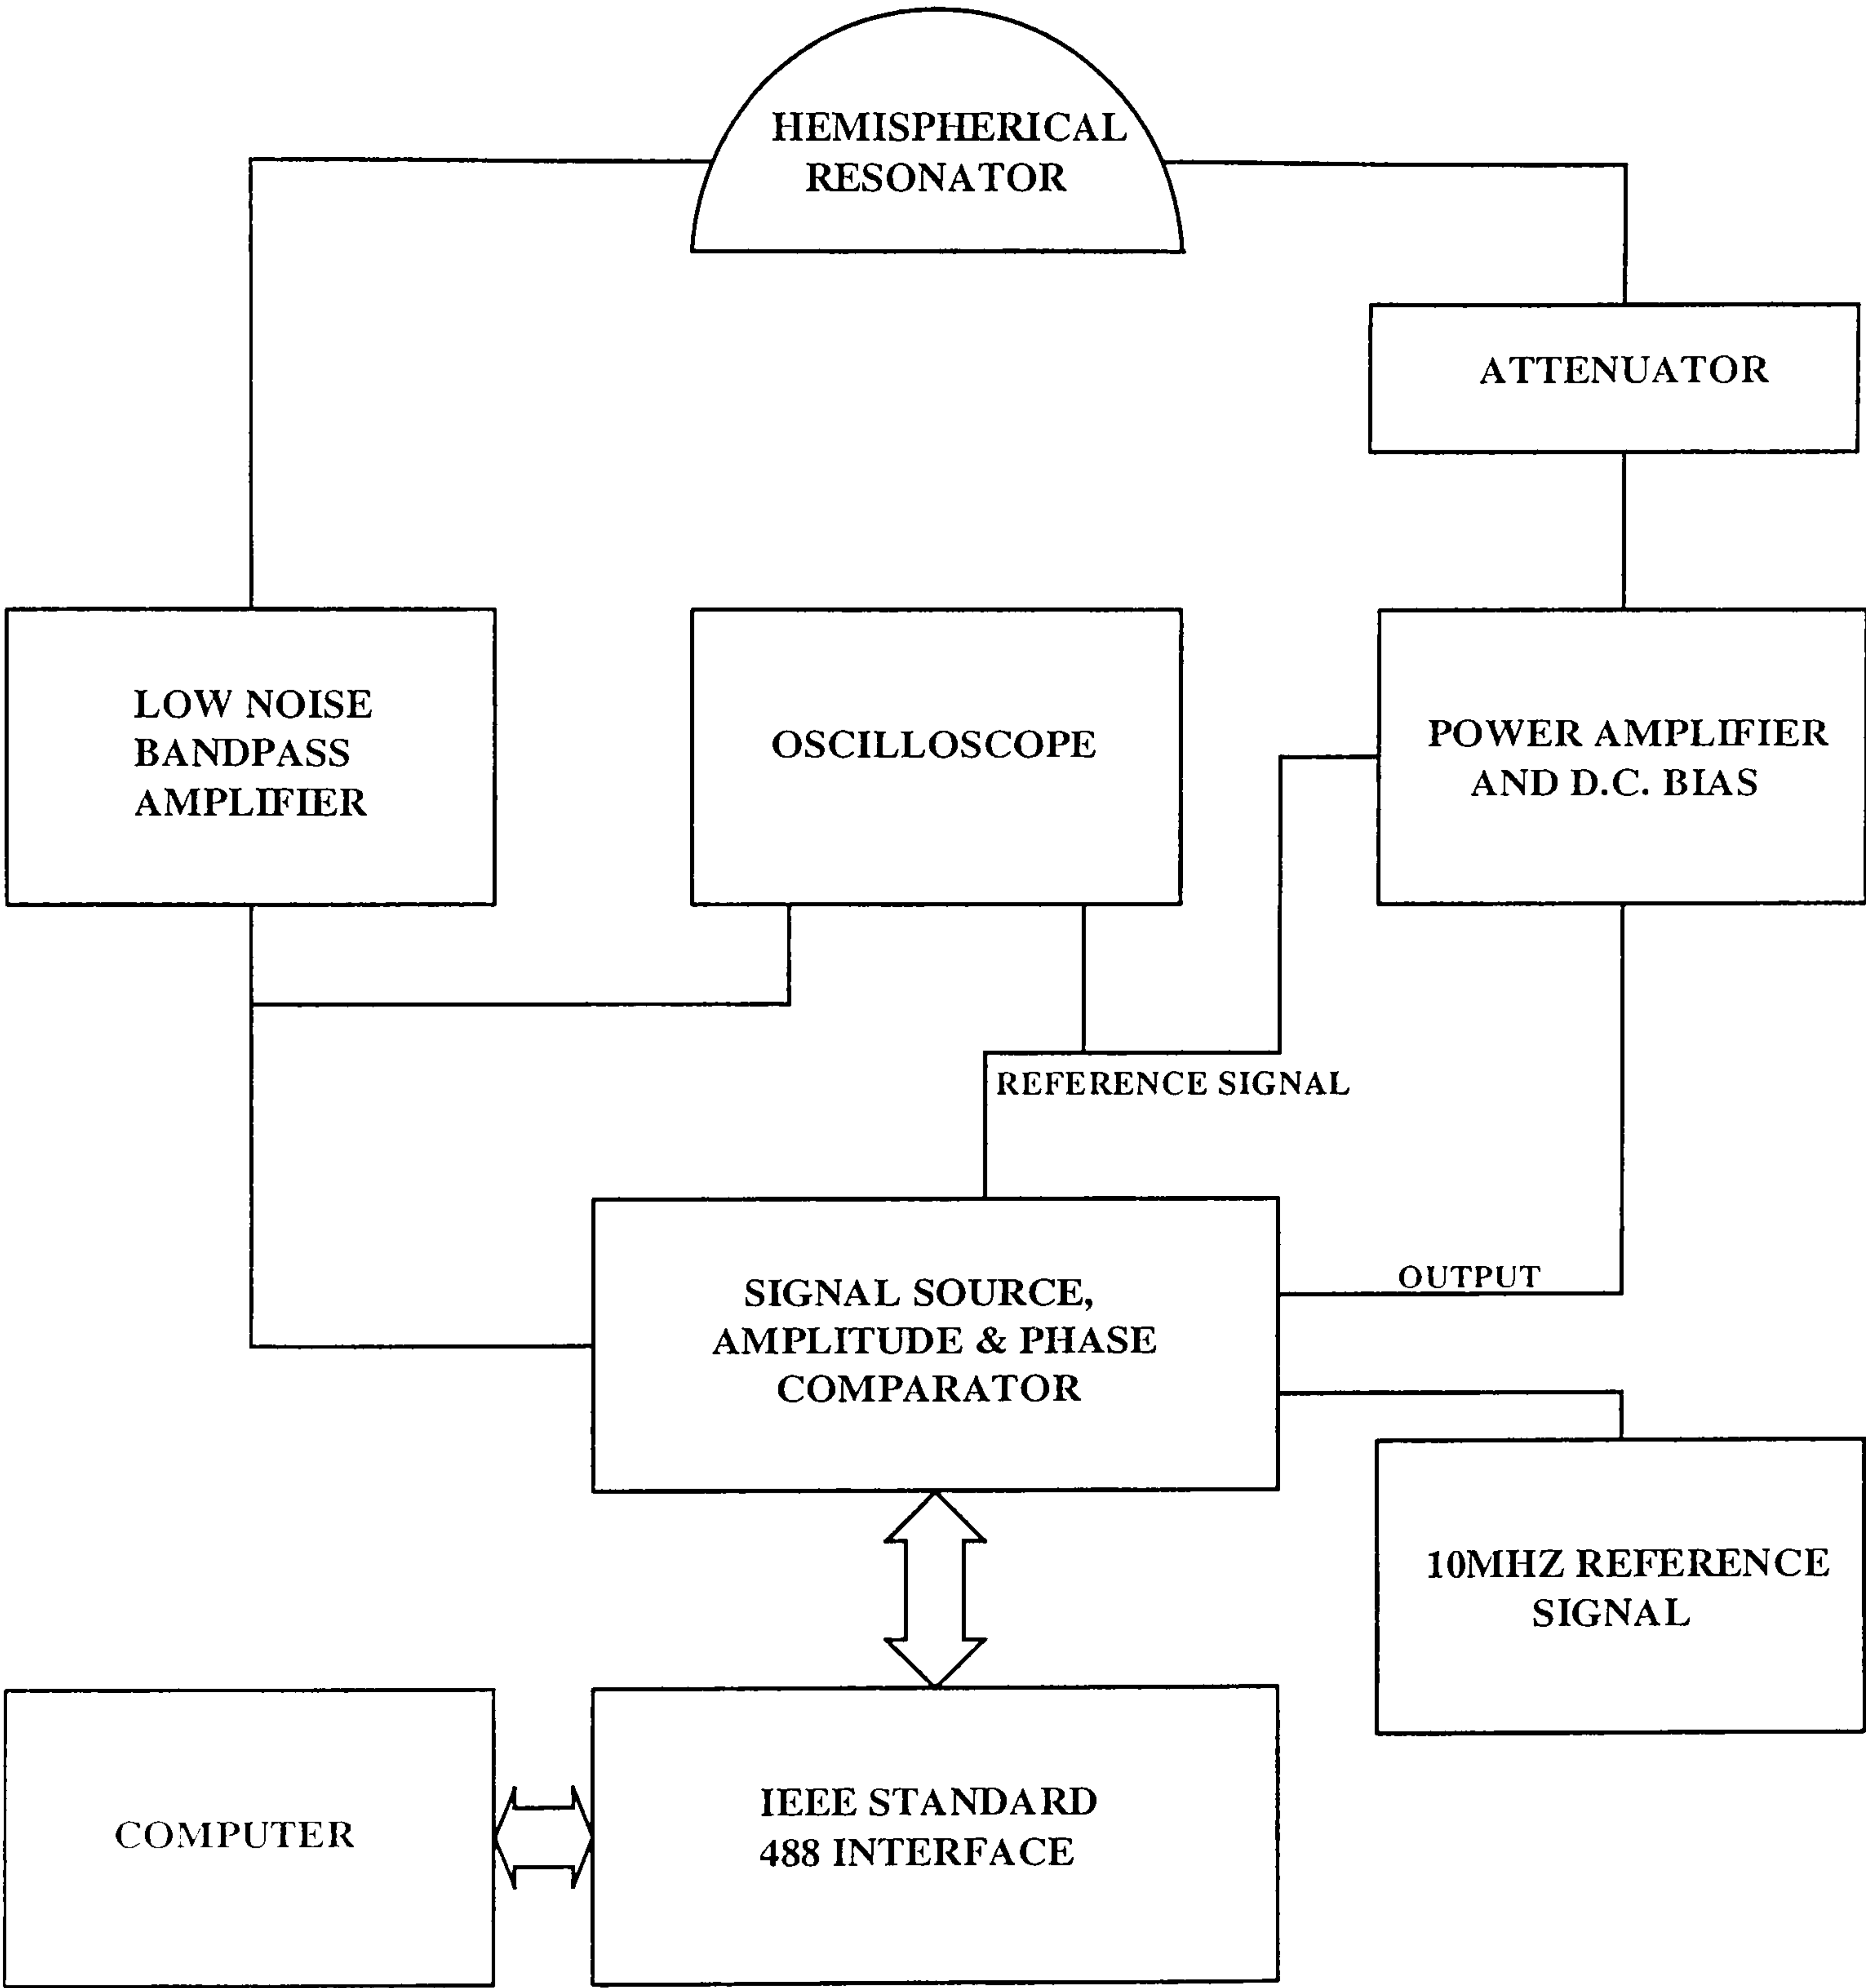 HEMISPHERICAL
RESONATOR
ATTENUATOR
LOW NOISE
BANDPASS
AMPLIFIER
OSCILLOSCOPE
POWER AMPLIFIER
AND D.C. BIAS
REFERENCE SIGNAL
OUTPUT
SIGNAL SOURCE,
AMPLITUDE & PHASE
COMPARATOR
10MHZ REFERENCE
SIGNAL
COMPUTER
IEEE STANDARD
488 INTERFACE